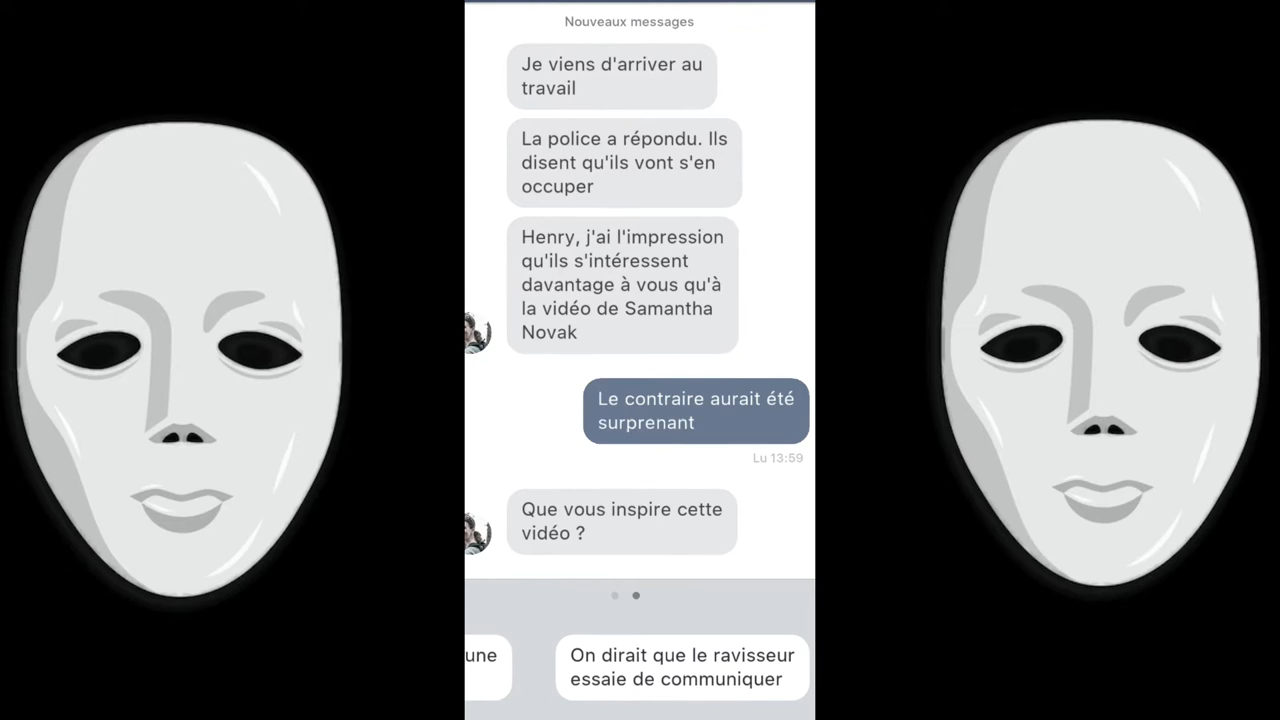 Nouveaux messages
Je viens d'arriver au
travail
La police a répondu. Ils
disent qu'ils vont s'en
occuper
Henry, j'ai l'impression
qu'ils s'intéressent
davantage à vous qu'à
la vidéo de Samantha
Novak
Le contraire aurait été
surprenant
Lu 13:59
Que vous inspire cette
vidéo ?
une
On dirait que le ravisseur
essaie de communiquer